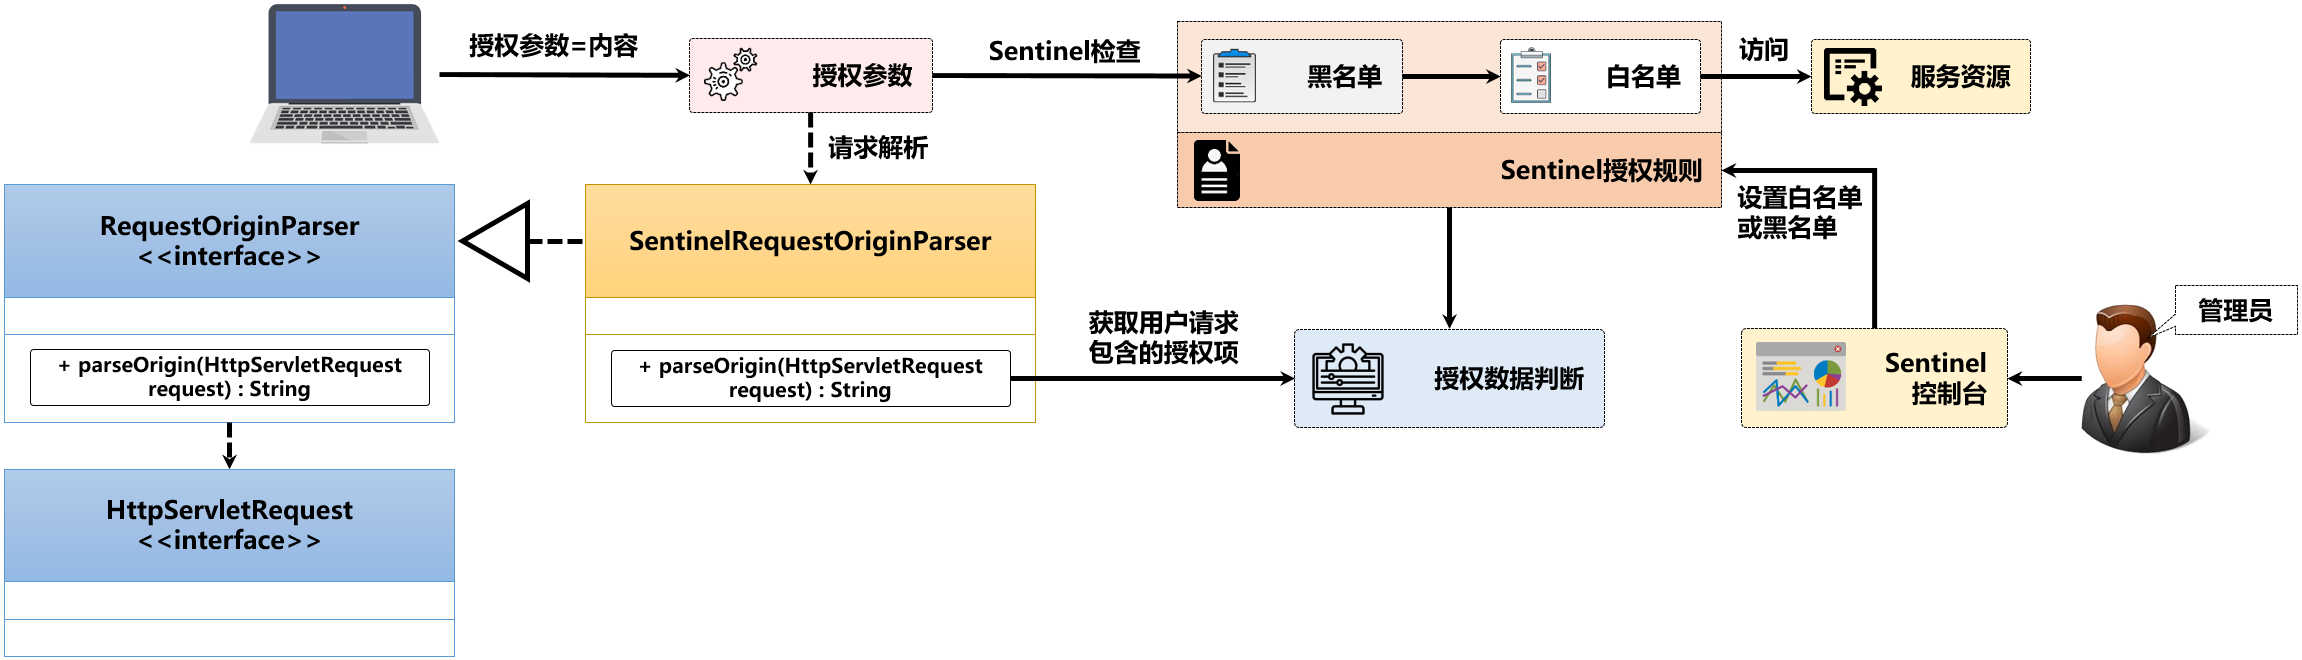 授权参数=内容
授权参数
Sentinel检查
黑名单
白名单
访问
服务资源
请求解析
Sentinel授权规则
设置白名单
或黑名单
RequestOriginParser
<<interface>>
SentinelRequestOriginParser
管理员
获取用户请求
包含的授权项
+ parseOrigin(HttpServletRequest
request) : String
+ parseOrigin(HttpServletRequest
request) : String
授权数据判断
Sentinel
控制台
HttpServletRequest
<<interface>>